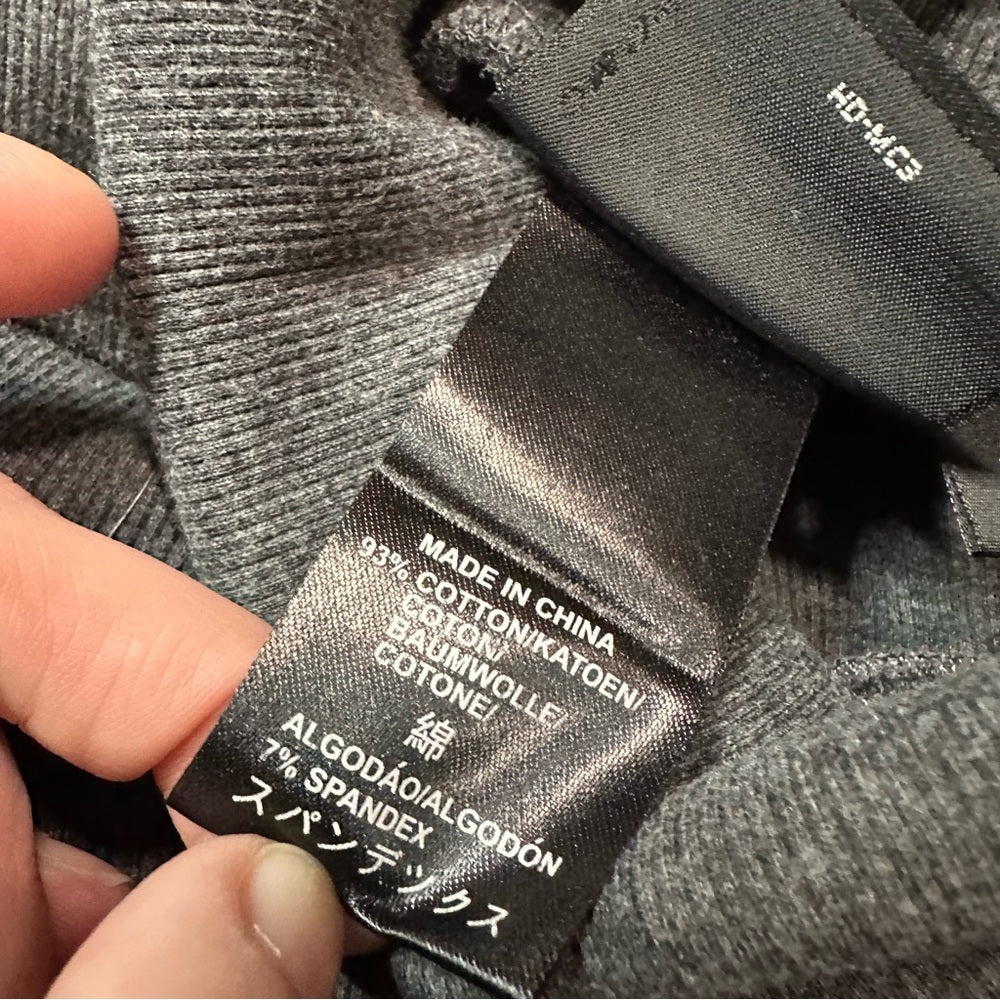 HD-MC3
MADE IN CHINA
93% COTTON/KATOEN/
COTON/
BAUMWOLLE/
COTONE/
綿
ALGODÁO/ALGODÓN
7% SPANDEX
スパンデックス